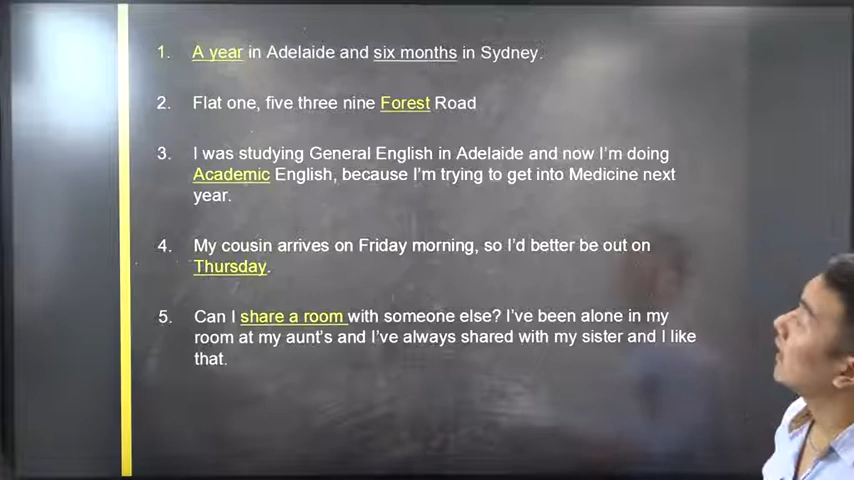 1. A year in Adelaide and six months in Sydney.
2. Flat one, five three nine Forest Road
3. I was studying General English in Adelaide and now I'm doing
Academic English, because I'm trying to get into Medicine next
year.
4. My cousin arrives on Friday morning, so I'd better be out on
Thursday.
5. Can I share a room with someone else? I've been alone in my
room at my aunt's and I've always shared with my sister and I like
that.